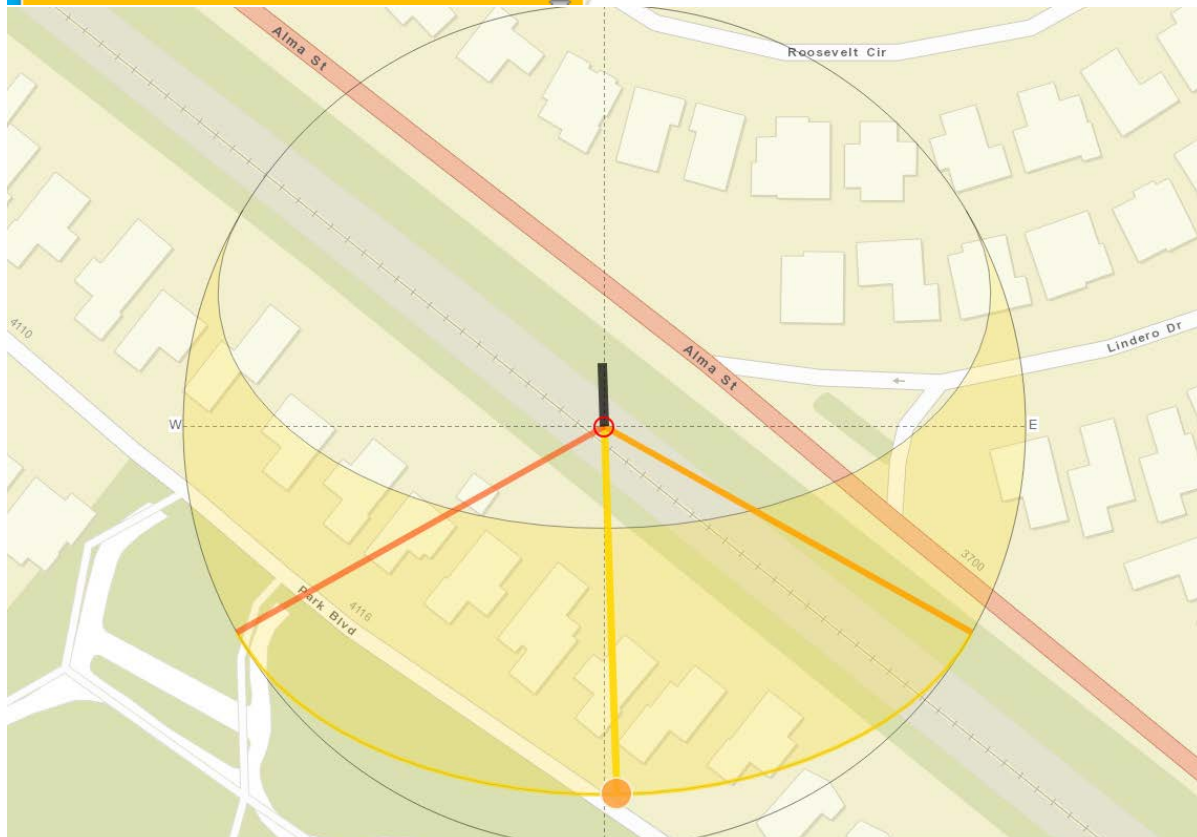 Alma St
Roosevelt Cir
4110
Alma St
Lindero Dr
W
E
3700
4116
Park Blvd